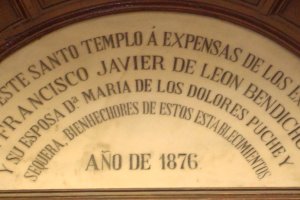 ESTE SANTO TEMPLO Á EXPENSAS DE LOS E
FRANCISCO JAVIER DE LEON BENDICHO
Y SU ESPOSA Dª MARIA DE LOS DOLORES PUCHE Y
SEQUERA, BIENHECHORES DE ESTOS ESTABLECIMIENTOS
AÑO DE 1876